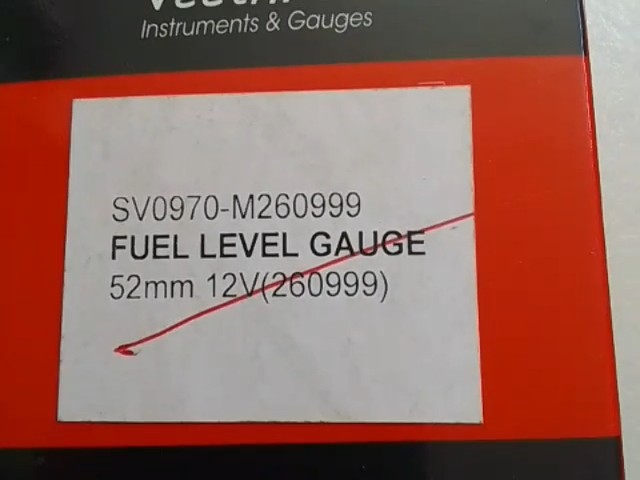 Instruments & Gauges
SV0970-M260999
FUEL LEVEL GAUGE
52mm 12V(260999)